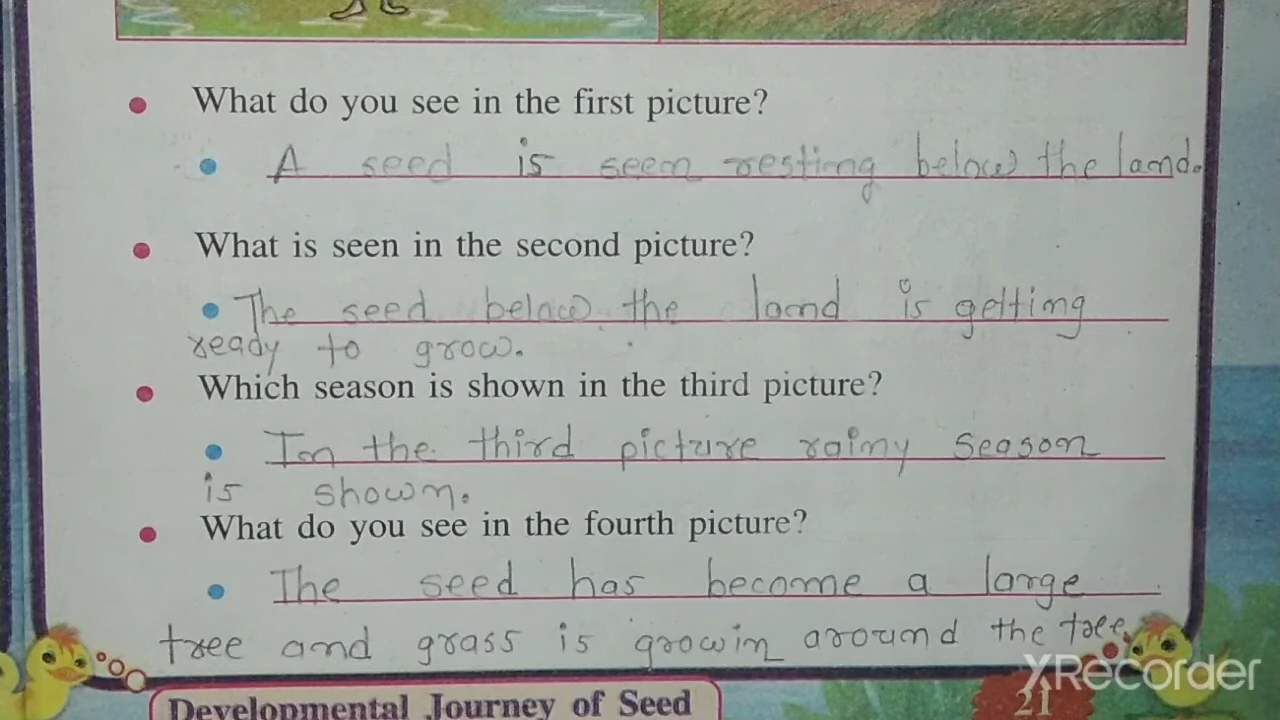 What do you see in the first picture?
A seed is seen resting below the land.
What is seen in the second picture?
The seed below the land is getting
ready to grow.
Which season is shown in the third picture?
In the third picture rainy season
is shown.
What do you see in the fourth picture?
The seed has become a large
tree and grass is growin around the tree.
XRecorder
Developmental Journey of Seed
21